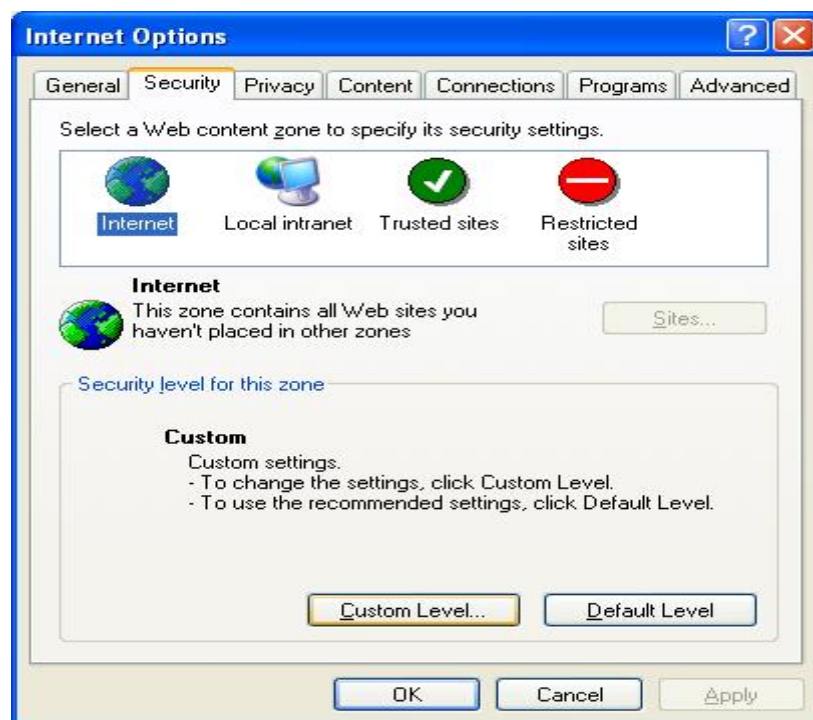 Internet Options
General Security Privacy Content Connections Programs Advanced
Select a Web content zone to specify its security settings.
Internet Local intranet Trusted sites Restricted
sites
Internet
This zone contains all Web sites you
haven't placed in other zones
Sites...
Security level for this zone
Custom
Custom settings.
- To change the settings, click Custom Level.
- To use the recommended settings, click Default Level.
Custom Level... Default Level
OK Cancel Apply